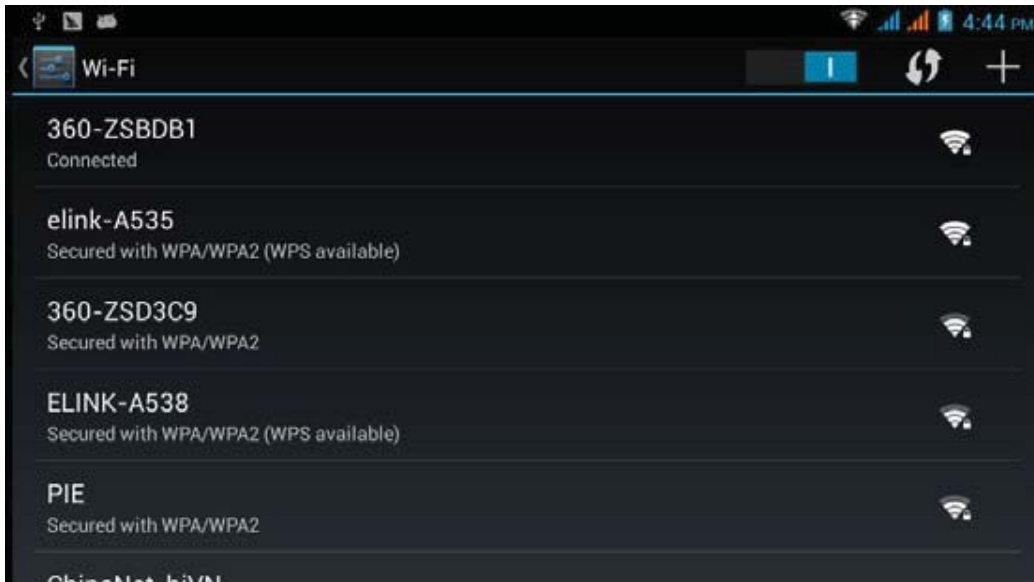 4:44 PM
Wi-Fi
360-ZSBDB1
Connected
elink-A535
Secured with WPA/WPA2 (WPS available)
360-ZSD3C9
Secured with WPA/WPA2
ELINK-A538
Secured with WPA/WPA2 (WPS available)
PIE
Secured with WPA/WPA2